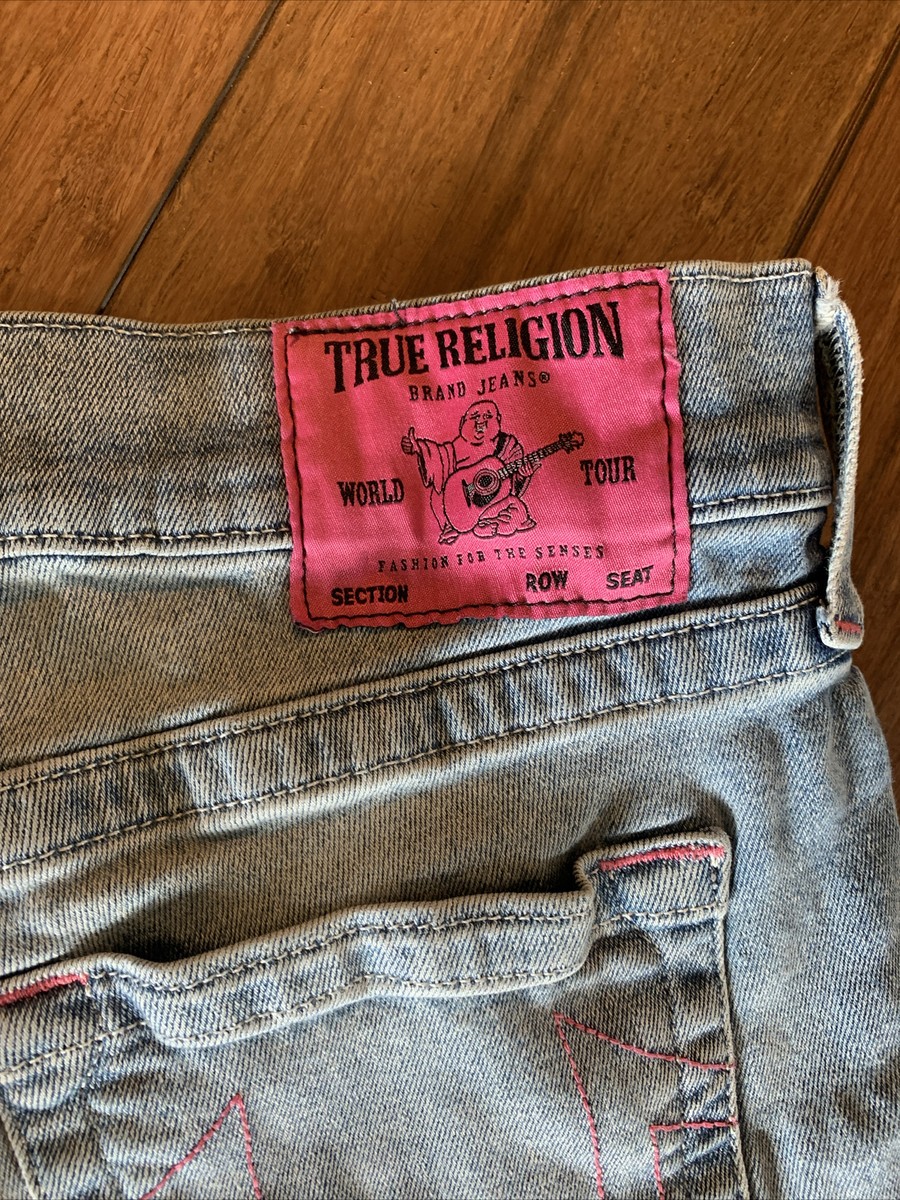 TRUE RELIGION
BRAND JEANS®
WORLD TOUR
FASHION FOR THE SENSES
SECTION ROW SEAT